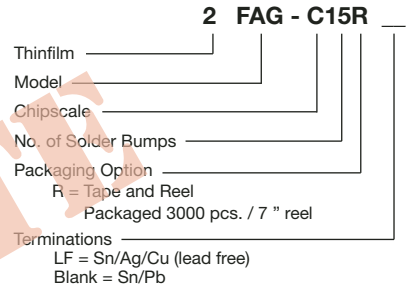 2 FAG - C15R __
Thinfilm
Model
Chipscale
No. of Solder Bumps
Packaging Option
R = Tape and Reel
Packaged 3000 pcs. / 7 ” reel
Terminations
LF = Sn/Ag/Cu (lead free)
Blank = Sn/Pb
TE